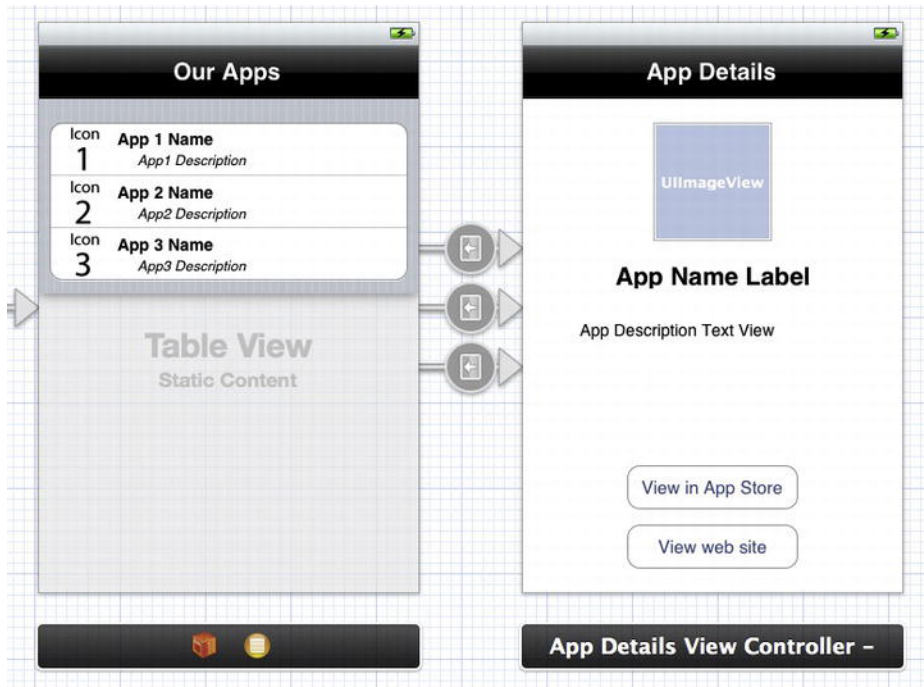 Our Apps
Icon
1
App 1 Name
App1 Description
Icon
2
App 2 Name
App2 Description
Icon
3
App 3 Name
App3 Description
Table View
Static Content
App Details
UIImageView
App Name Label
App Description Text View
View in App Store
View web site
App Details View Controller –